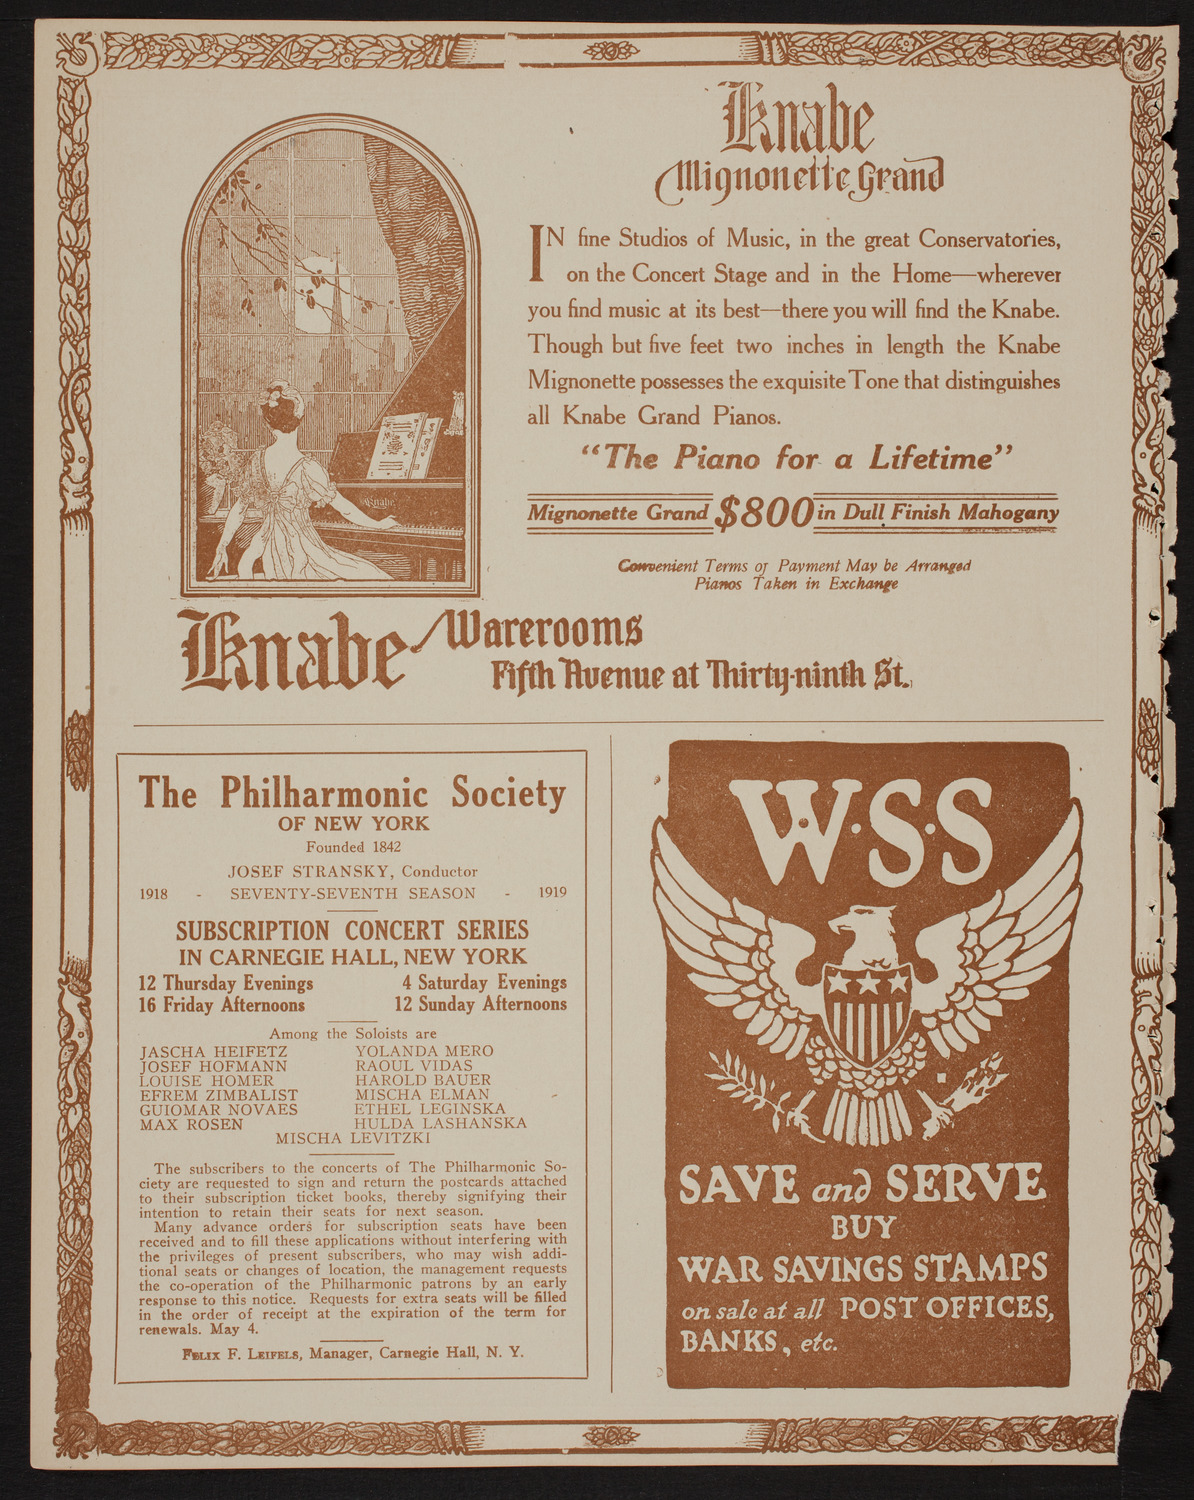 Knabe
Mignonette Grand
IN fine Studios of Music, in the great Conservatories,
on the Concert Stage and in the Home—wherever
you find music at its best—there you will find the Knabe.
Though but five feet two inches in length the Knabe
Mignonette possesses the exquisite Tone that distinguishes
all Knabe Grand Pianos.
"The Piano for a Lifetime"
Mignonette Grand $800 in Dull Finish Mahogany
Convenient Terms of Payment May be Arranged
Pianos Taken in Exchange
Knabe
Knabe Warerooms
Fifth Avenue at Thirty-ninth St.
The Philharmonic Society
OF NEW YORK
Founded 1842
JOSEF STRANSKY, Conductor
1918 - SEVENTY-SEVENTH SEASON - 1919
SUBSCRIPTION CONCERT SERIES
IN CARNEGIE HALL, NEW YORK
12 Thursday Evenings 4 Saturday Evenings
16 Friday Afternoons 12 Sunday Afternoons
Among the Soloists are
JASCHA HEIFETZ YOLANDA MERO
JOSEF HOFMANN RAOUL VIDAS
LOUISE HOMER HAROLD BAUER
EFREM ZIMBALIST MISCHA ELMAN
GUIOMAR NOVAES ETHEL LEGINSKA
MAX ROSEN HULDA LASHANSKA
MISCHA LEVITZKI
The subscribers to the concerts of The Philharmonic So-
ciety are requested to sign and return the postcards attached
to their subscription ticket books, thereby signifying their
intention to retain their seats for next season.
Many advance orders for subscription seats have been
received and to fill these applications without interfering with
the privileges of present subscribers, who may wish addi-
tional seats or changes of location, the management requests
the co-operation of the Philharmonic patrons by an early
response to this notice. Requests for extra seats will be filled
in the order of receipt at the expiration of the term for
renewals. May 4.
FELIX F. LEIFELS, Manager, Carnegie Hall, N. Y.
W·S·S
SAVE and SERVE
BUY
WAR SAVINGS STAMPS
on sale at all POST OFFICES,
BANKS, etc.